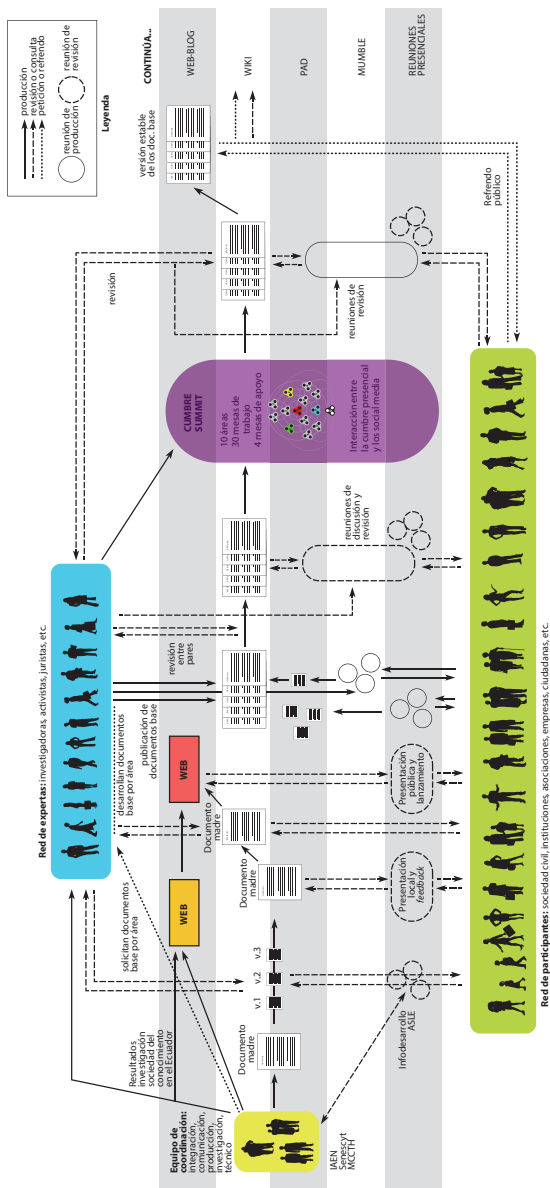 Red de expertas: investigadoras, activistas, juristas, etc.
Equipo de
coordinación:
integración,
comunicación,
producción,
investigación,
técnico
IAEN
Senescyt
MCCTH
Resultados
investigación
sociedad del
conocimiento
en el Ecuador
solicitan documentos
base por área
desarrollan documentos
base por área
publicación de
documentos base
revisión
entre
pares
revisión
WEB
WEB
Documento
madre
v.1
v.2
v.3
Documento
madre
Documento
madre
Infodesarrollo
ASLE
Presentación
local y
feedback
Presentación
pública y
lanzamiento
reuniones de
discusión y
revisión
CUMBRE
SUMMIT
10 áreas
30 mesas de
trabajo
4 mesas de apoyo
Interacción entre
la cumbre presencial
y los social media
reuniones de
revisión
versión estable
de los doc. base
Refrendo
público
CONTINÚA...
WEB-BLOG
WIKI
PAD
MUMBLE
REUNIONES
PRESENCIALES
producción
revisión o consulta
petición o refrendo
reunión de
producción
reunión de
revisión
Leyenda
Red de participantes: sociedad civil, instituciones, asociaciones, empresas, ciudadanas, etc.